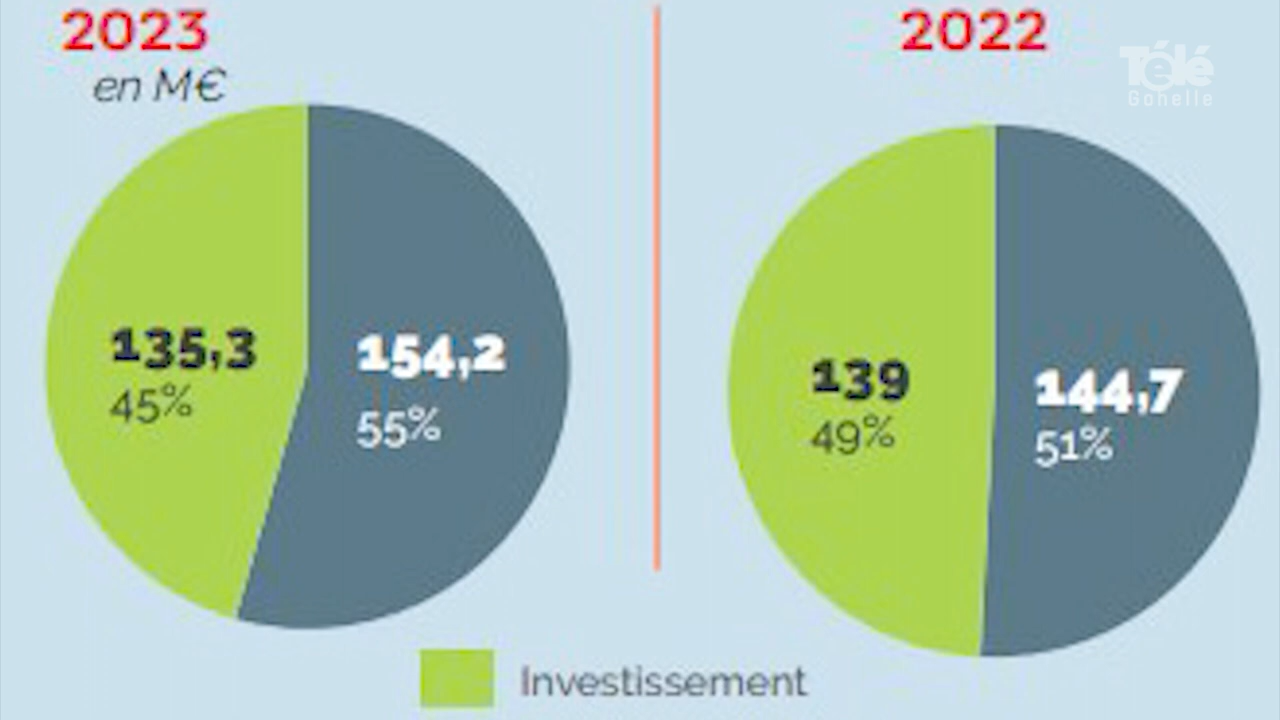 2023
en M€
135,3
45%
154,2
55%
2022
Télé
Gohelle
139
49%
144,7
51%
Investissement